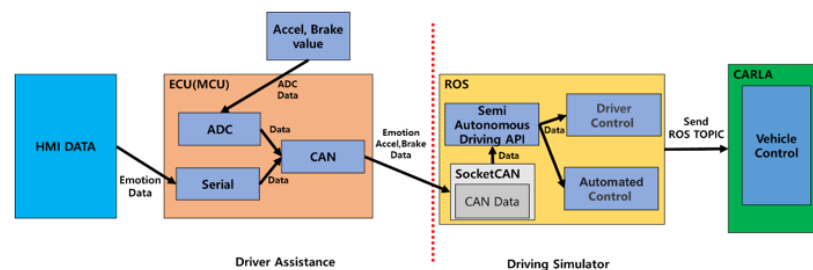 Accel, Brake
value
ECU(MCU)
ADC
Data
ADC
Data
HMI DATA
CAN
Emotion
Data
Serial
Data
Emotion
Accel,Brake
Data
ROS
Semi
Autonomous
Driving API
Driver
Control
Data
Data
SocketCAN
CAN Data
Automated
Control
Send
ROS TOPIC
CARLA
Vehicle
Control
Driver Assistance
Driving Simulator